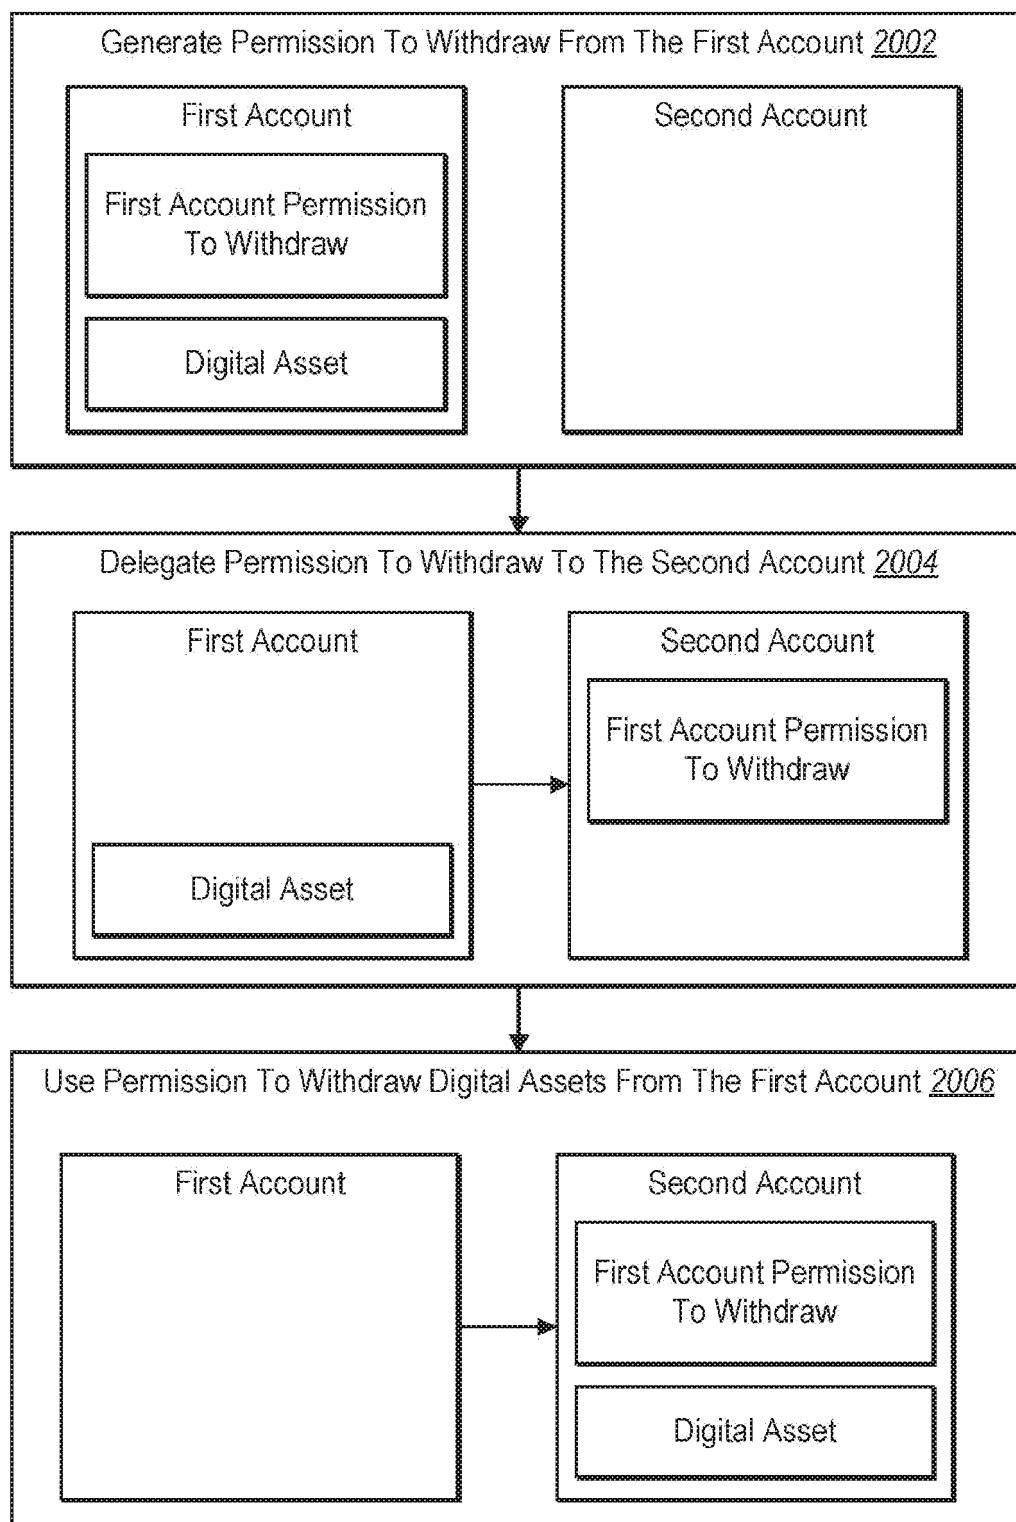 Generate Permission To Withdraw From The First Account 2002
First Account
Second Account
First Account Permission
To Withdraw
Digital Asset
Delegate Permission To Withdraw To The Second Account 2004
First Account
Second Account
First Account Permission
To Withdraw
Digital Asset
Use Permission To Withdraw Digital Assets From The First Account 2006
First Account
Second Account
First Account Permission
To Withdraw
Digital Asset